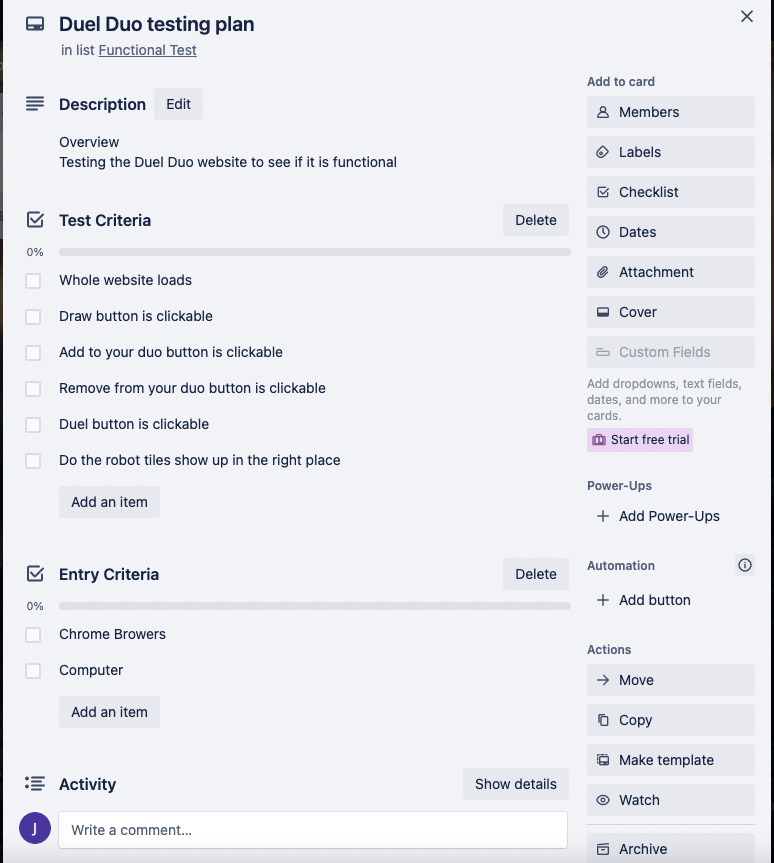 Duel Duo testing plan
in list Functional Test
Description
Edit
Overview
Testing the Duel Duo website to see if it is functional
Test Criteria
Delete
0%
Whole website loads
Draw button is clickable
Add to your duo button is clickable
Remove from your duo button is clickable
Duel button is clickable
Do the robot tiles show up in the right place
Add an item
Entry Criteria
Delete
0%
Chrome Browers
Computer
Add an item
Activity
Show details
J
Write a comment...
Add to card
Members
Labels
Checklist
Dates
Attachment
Cover
Custom Fields
Add dropdowns, text fields,
dates, and more to your
cards.
Start free trial
Power-Ups
Add Power-Ups
Automation
Add button
Actions
Move
Copy
Make template
Watch
Archive